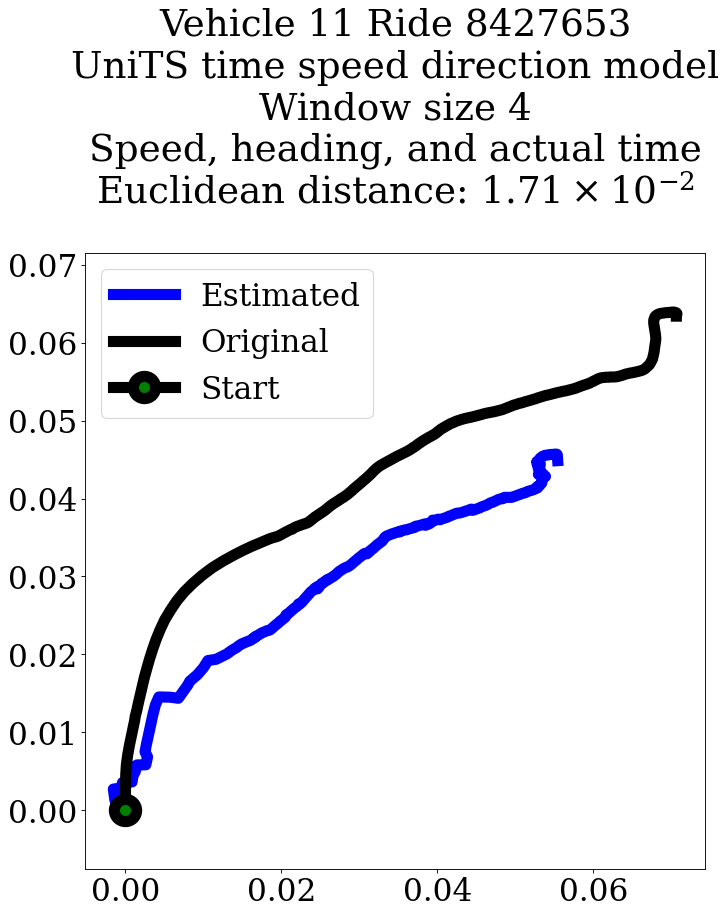 Vehicle 11 Ride 8427653
UniTS time speed direction model
Window size 4
Speed, heading, and actual time
Euclidean distance: 1.71 × 10⁻²
0.07
0.06
0.05
0.04
0.03
0.02
0.01
0.00
Estimated
Original
Start
0.00 0.02 0.04 0.06